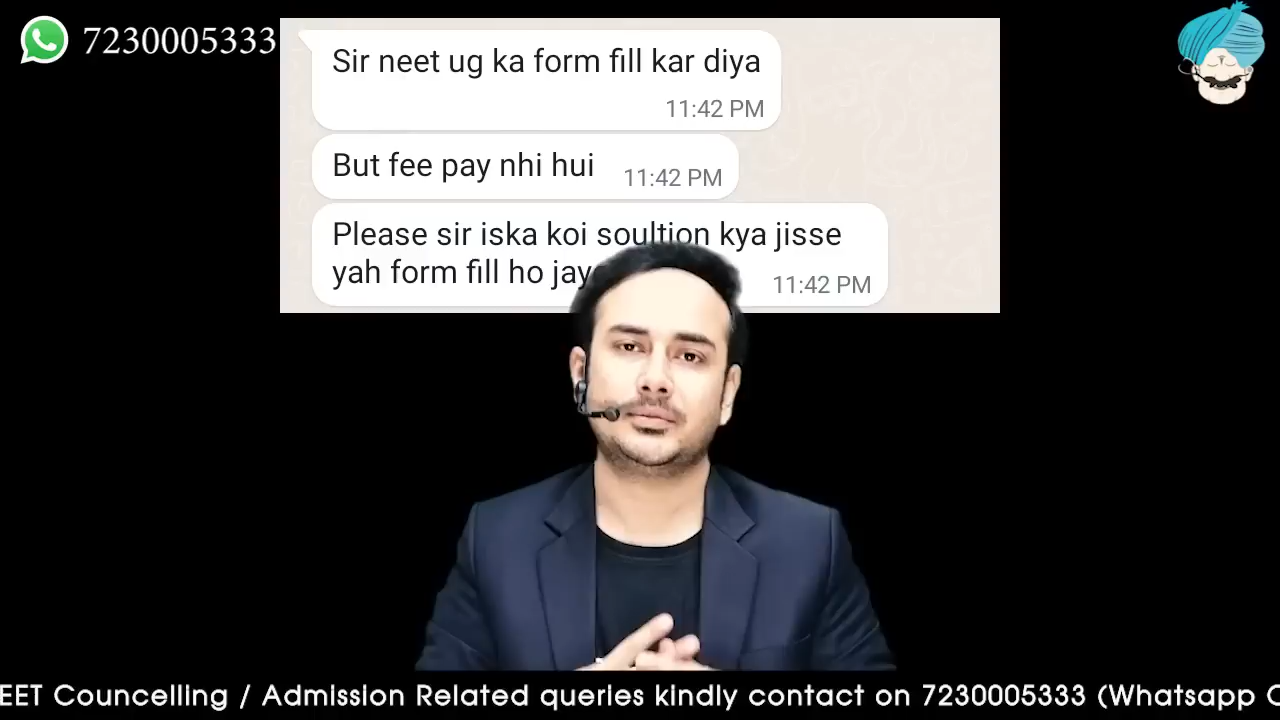 7230005333
Sir neet ug ka form fill kar diya
11:42 PM
But fee pay nhi hui
11:42 PM
Please sir iska koi soultion kya jisse
yah form fill ho jay
11:42 PM
EET Councelling / Admission Related queries kindly contact on 7230005333 (Whatsapp